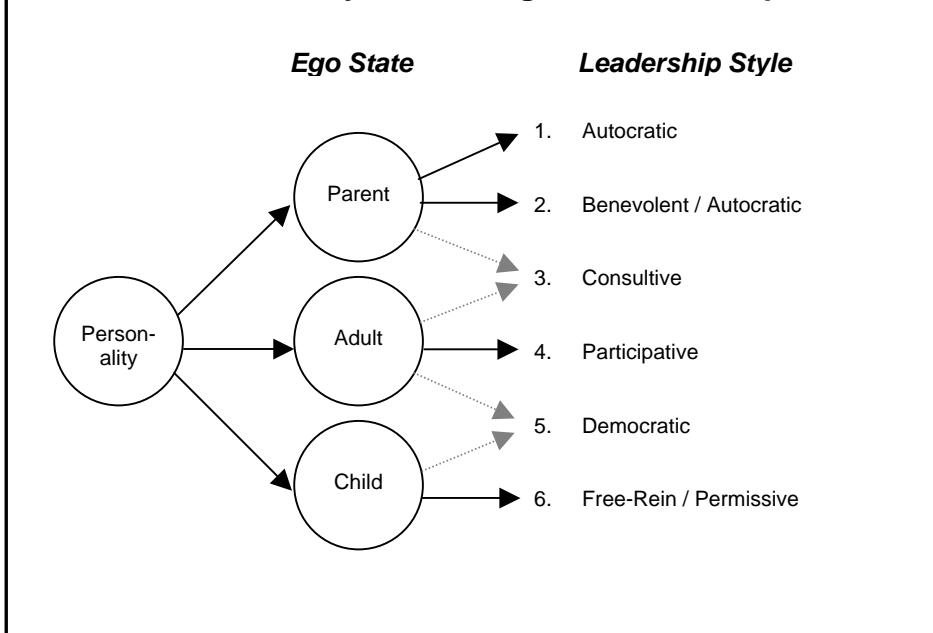 Ego State Leadership Style
1. Autocratic
Parent
2. Benevolent / Autocratic
3. Consultive
Person-
ality
Adult
4. Participative
5. Democratic
Child
6. Free-Rein / Permissive